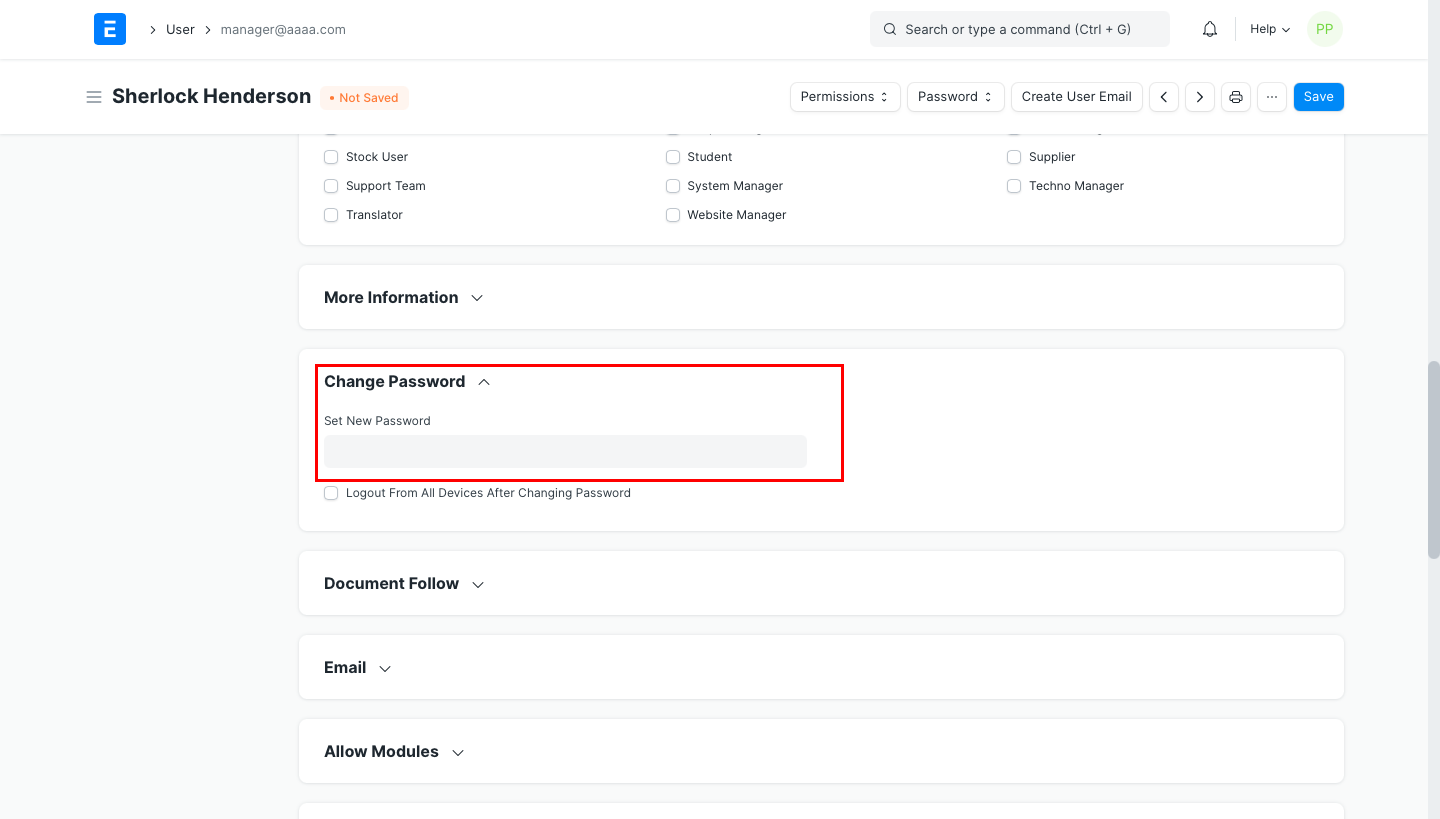 E User manager@aaaa.com Search or type a command (Ctrl + G) Help PP
Sherlock Henderson • Not Saved Permissions Password Create User Email ··· Save
Stock User Student Supplier
Support Team System Manager Techno Manager
Translator Website Manager
More Information
Change Password
Set New Password
Logout From All Devices After Changing Password
Document Follow
Email
Allow Modules